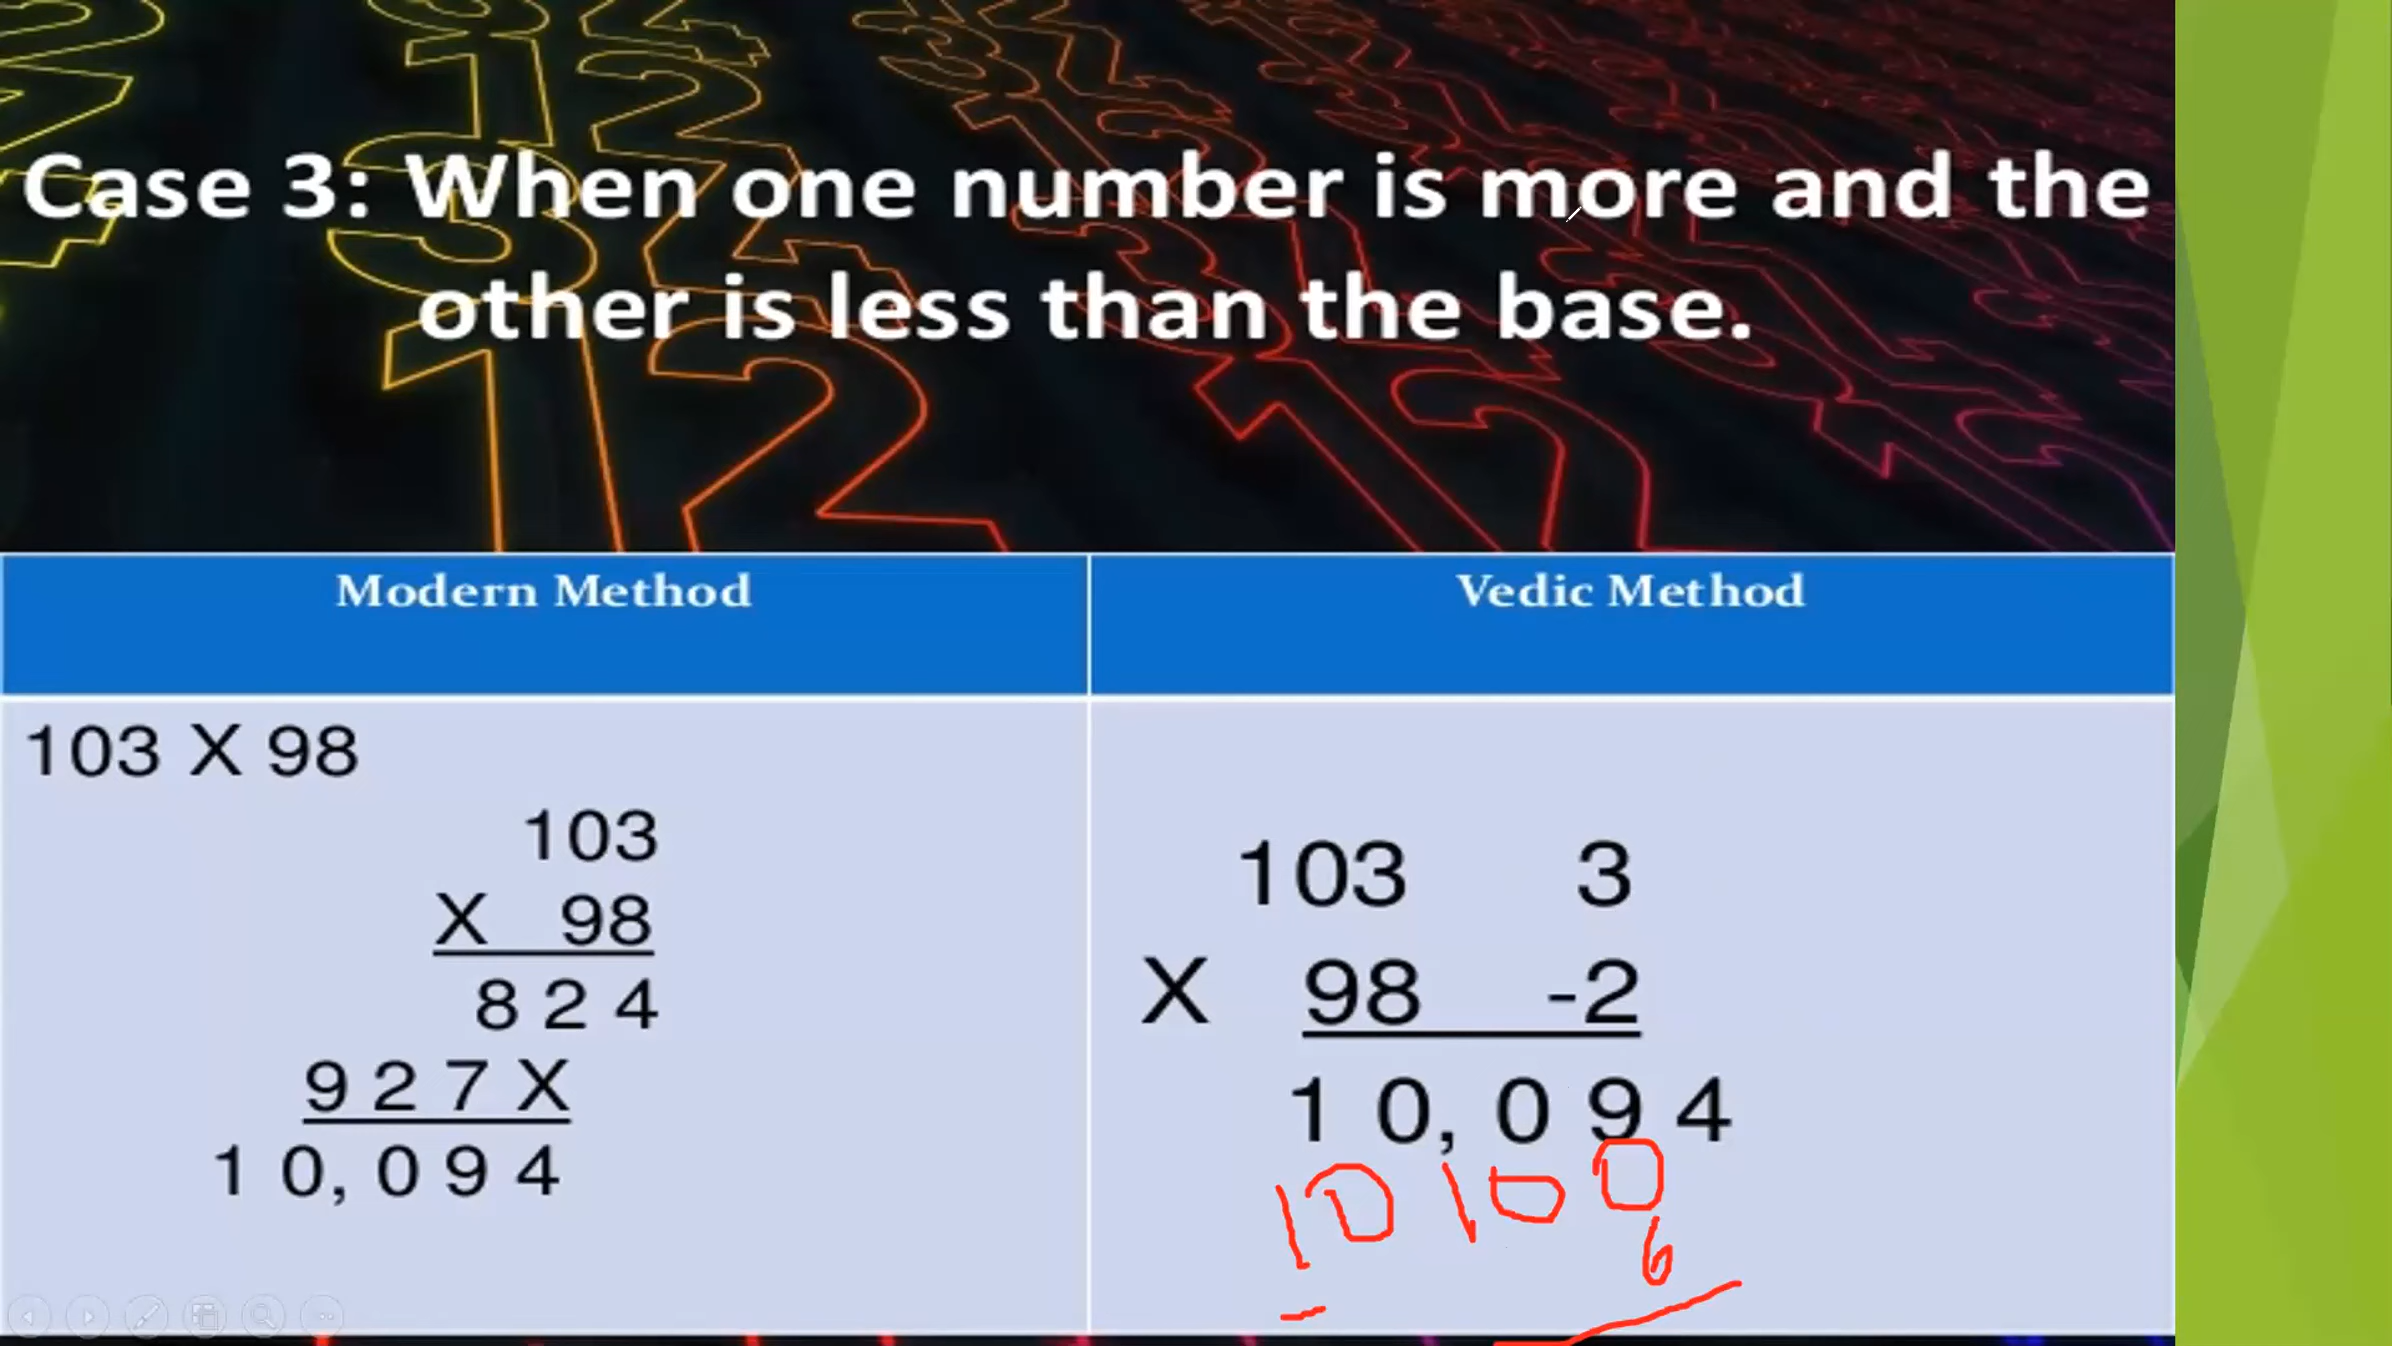 Case 3: When one number is more and the
other is less than the base.
Modern Method
Vedic Method
103 X 98
103
X 98
8 2 4
9 2 7 X
1 0, 0 9 4
103 3
X 98 -2
1 0, 0 9 4
10100
6
-